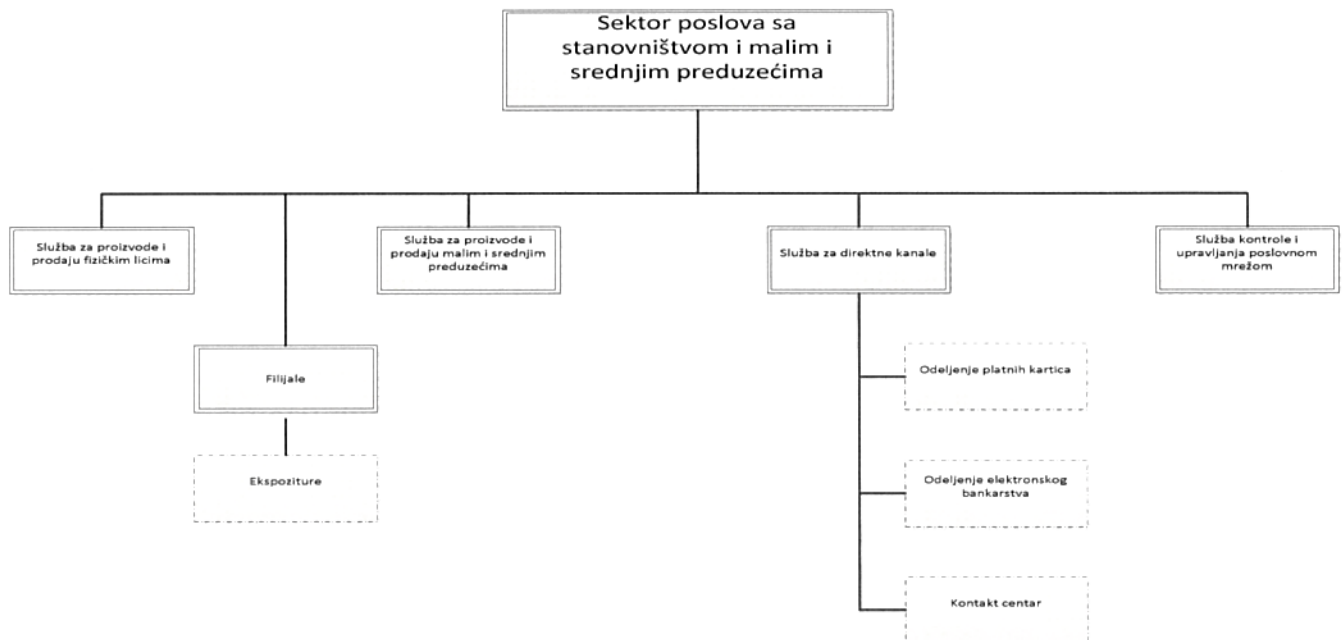 Sektor poslova sa
stanovništvom i malim i
srednjim preduzećima
Služba za proizvode i
prodaju fizičkim licima
Služba za proizvode i
prodaju malim i srednjim
preduzećima
Služba za direktne kanale
Služba kontrole i
upravljanja poslovnom
mrežom
Filijale
Ekspoziture
Odeljenje platnih kartica
Odeljenje elektronskog
bankarstva
Kontakt centar